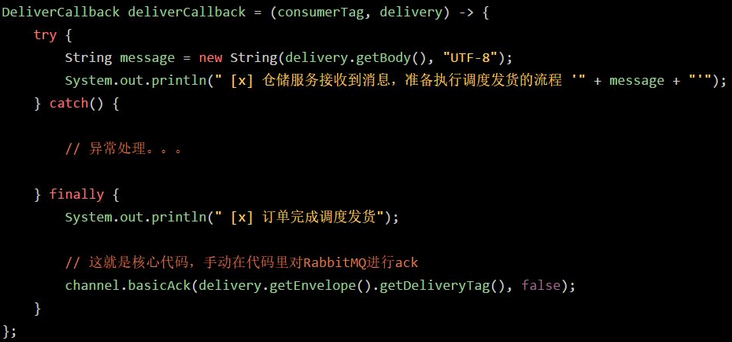 DeliverCallback deliverCallback = (consumerTag, delivery) -> {
    try {
        String message = new String(delivery.getBody(), "UTF-8");
        System.out.println(" [x] 仓储服务接收到消息，准备执行调度发货的流程 '" + message + "'");
    } catch() {
        // 异常处理。。。
    } finally {
        System.out.println(" [x] 订单完成调度发货");
        // 这就是核心代码，手动在代码里对RabbitMQ进行ack
        channel.basicAck(delivery.getEnvelope().getDeliveryTag(), false);
    }
};